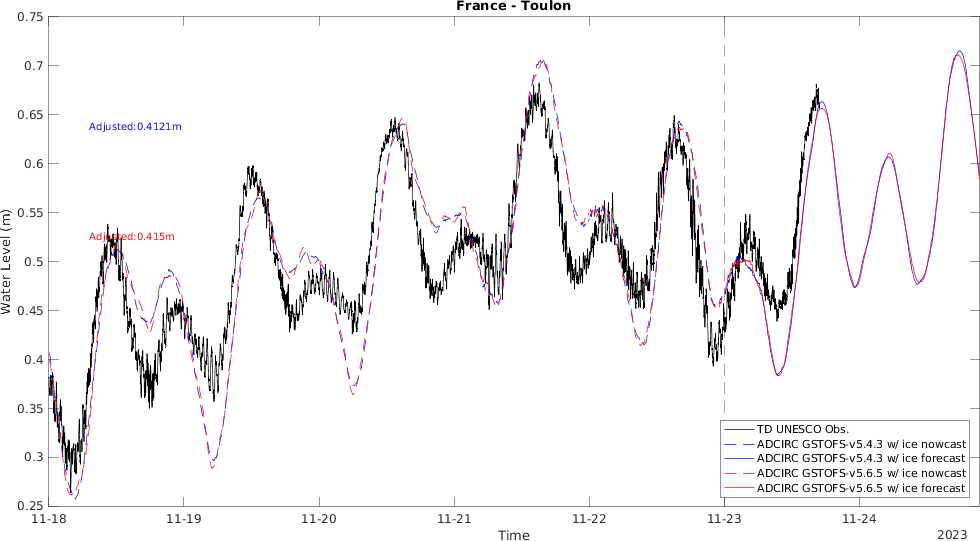 France - Toulon
0.75
0.7
0.65
0.6
0.55
0.5
0.45
0.4
0.35
0.3
0.25
Water Level (m)
Adjusted:0.4121m
Adjusted:0.415m
TD UNESCO Obs.
ADCIRC GSTOFS-v5.4.3 w/ ice nowcast
ADCIRC GSTOFS-v5.4.3 w/ ice forecast
ADCIRC GSTOFS-v5.6.5 w/ ice nowcast
ADCIRC GSTOFS-v5.6.5 w/ ice forecast
11-18 11-19 11-20 11-21 11-22 11-23 11-24
Time
2023